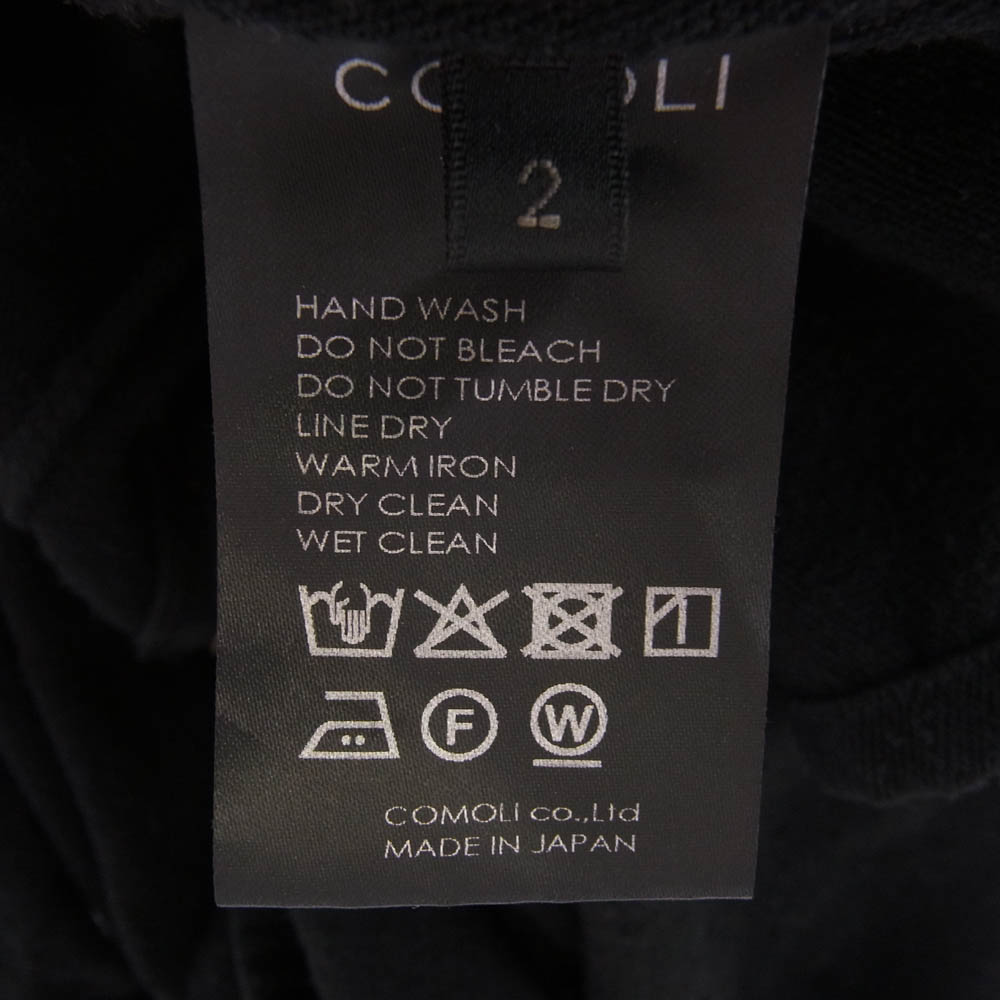 COMOLI
2
HAND WASH
DO NOT BLEACH
DO NOT TUMBLE DRY
LINE DRY
WARM IRON
DRY CLEAN
WET CLEAN
F W
COMOLI co.,Ltd
MADE IN JAPAN